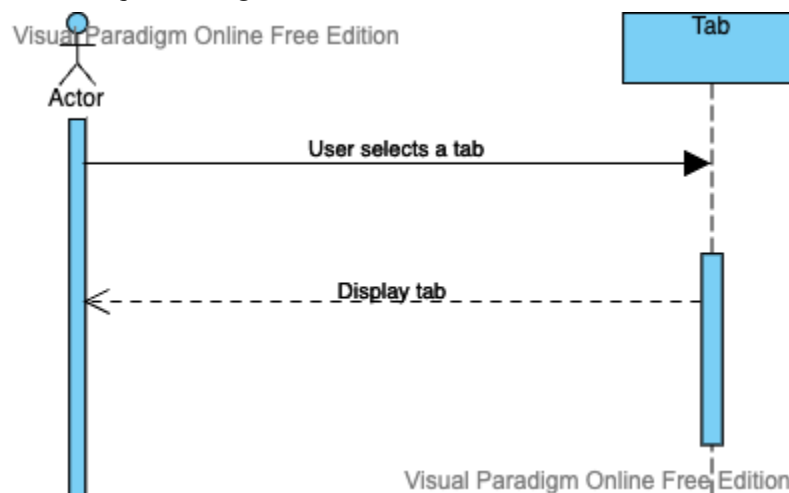 Visual Paradigm Online Free Edition
Tab
Actor
User selects a tab
Display tab
Visual Paradigm Online Free Edition